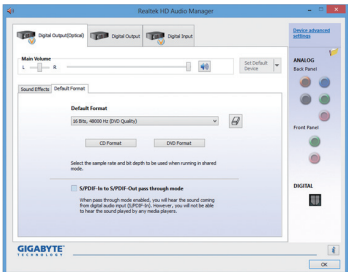 Realtek HD Audio Manager
Digital Output(Optical)
Digital Output
Digital Input
Device advanced
settings
Main Volume
L
R
Set Default
Device
ANALOG
Back Panel
Sound Effects
Default Format
Default Format
16 Bits, 48000 Hz (DVD Quality)
CD Format
DVD Format
Select the sample rate and bit depth to be used when running in shared
mode.
Front Panel
S/PDIF-In to S/PDIF-Out pass through mode
When pass through mode enabled, you will hear the sound coming
from digital audio input (S/PDIF-In). However, you will not be able
to hear the sound played by any media players.
DIGITAL
GIGABYTE
TECHNOLOGY
i
OK